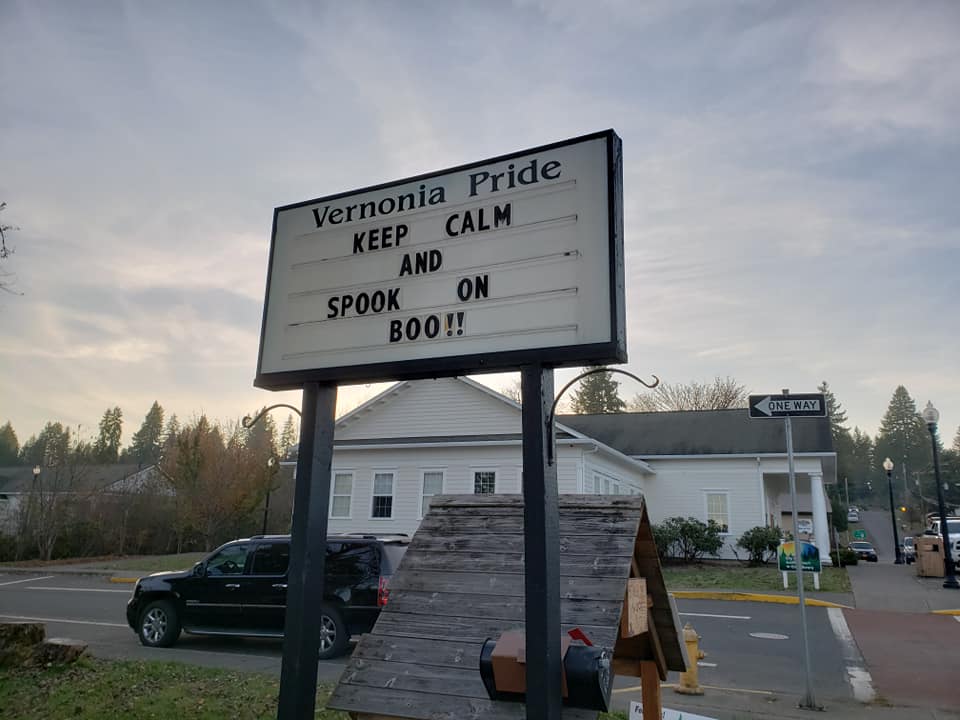 Vernonia Pride
KEEP CALM
AND
SPOOK ON
BOO!!
ONE WAY